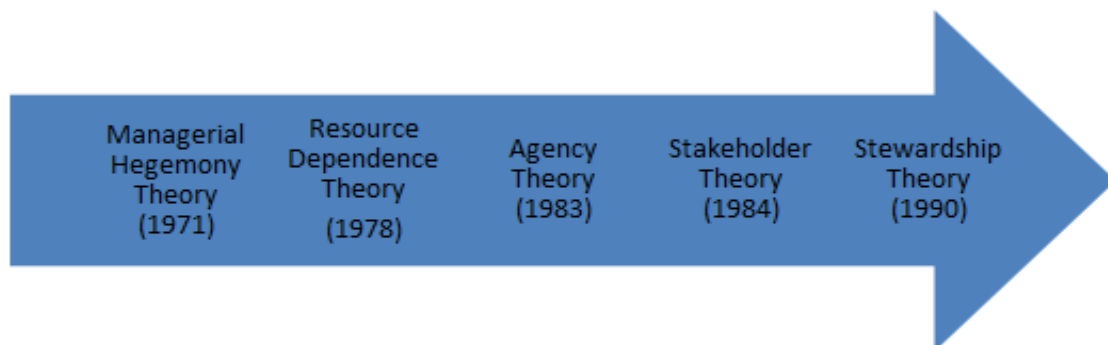 Managerial
Hegemony
Theory
(1971)
Resource
Dependence
Theory
(1978)
Agency
Theory
(1983)
Stakeholder
Theory
(1984)
Stewardship
Theory
(1990)